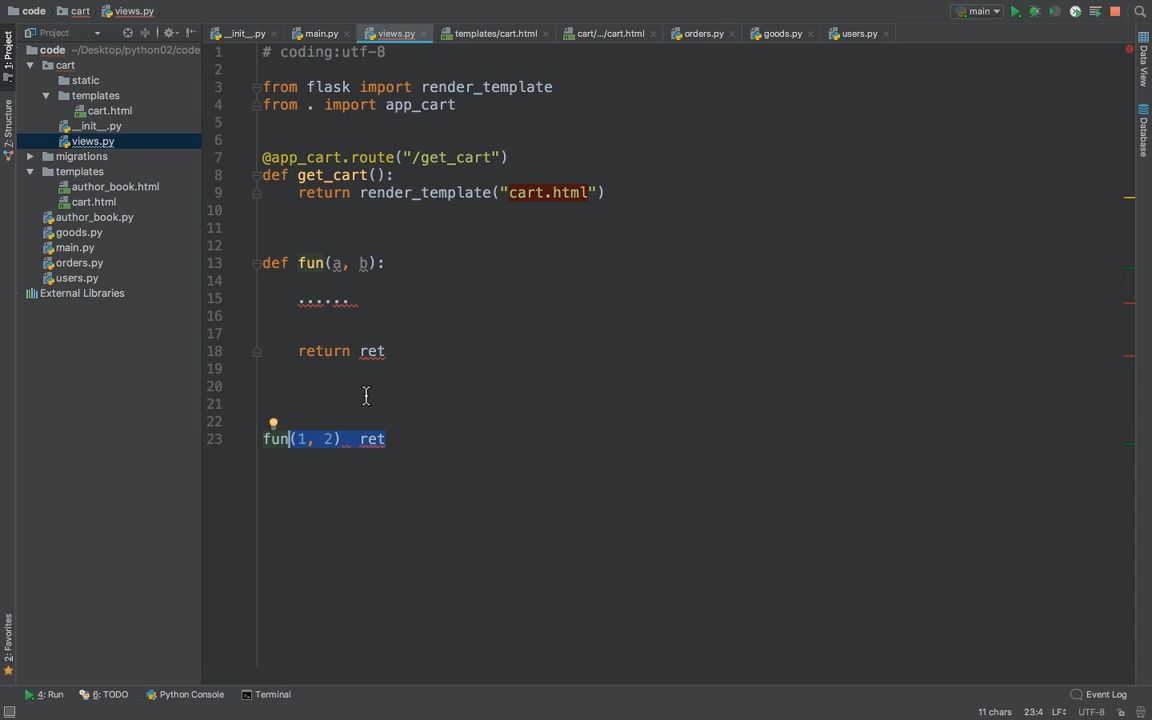 code cart views.py main
Project
code ~/Desktop/python02/code
cart
static
templates
cart.html
__init__.py
views.py
migrations
templates
author_book.html
cart.html
author_book.py
goods.py
main.py
orders.py
users.py
External Libraries
1: Project
7: Structure
2: Favorites
__init__.py main.py views.py templates/cart.html cart/.../cart.html orders.py goods.py users.py
1 # coding:utf-8
2
3 from flask import render_template
4 from . import app_cart
5
6
7 @app_cart.route("/get_cart")
8 def get_cart():
9 return render_template("cart.html")
10
11
12
13 def fun(a, b):
14
15 ......
16
17
18 return ret
19
20
21
22
23 fun(1, 2) ret
Data View
Database
4: Run 6: TODO Python Console Terminal Event Log
11 chars 23:4 LF UTF-8